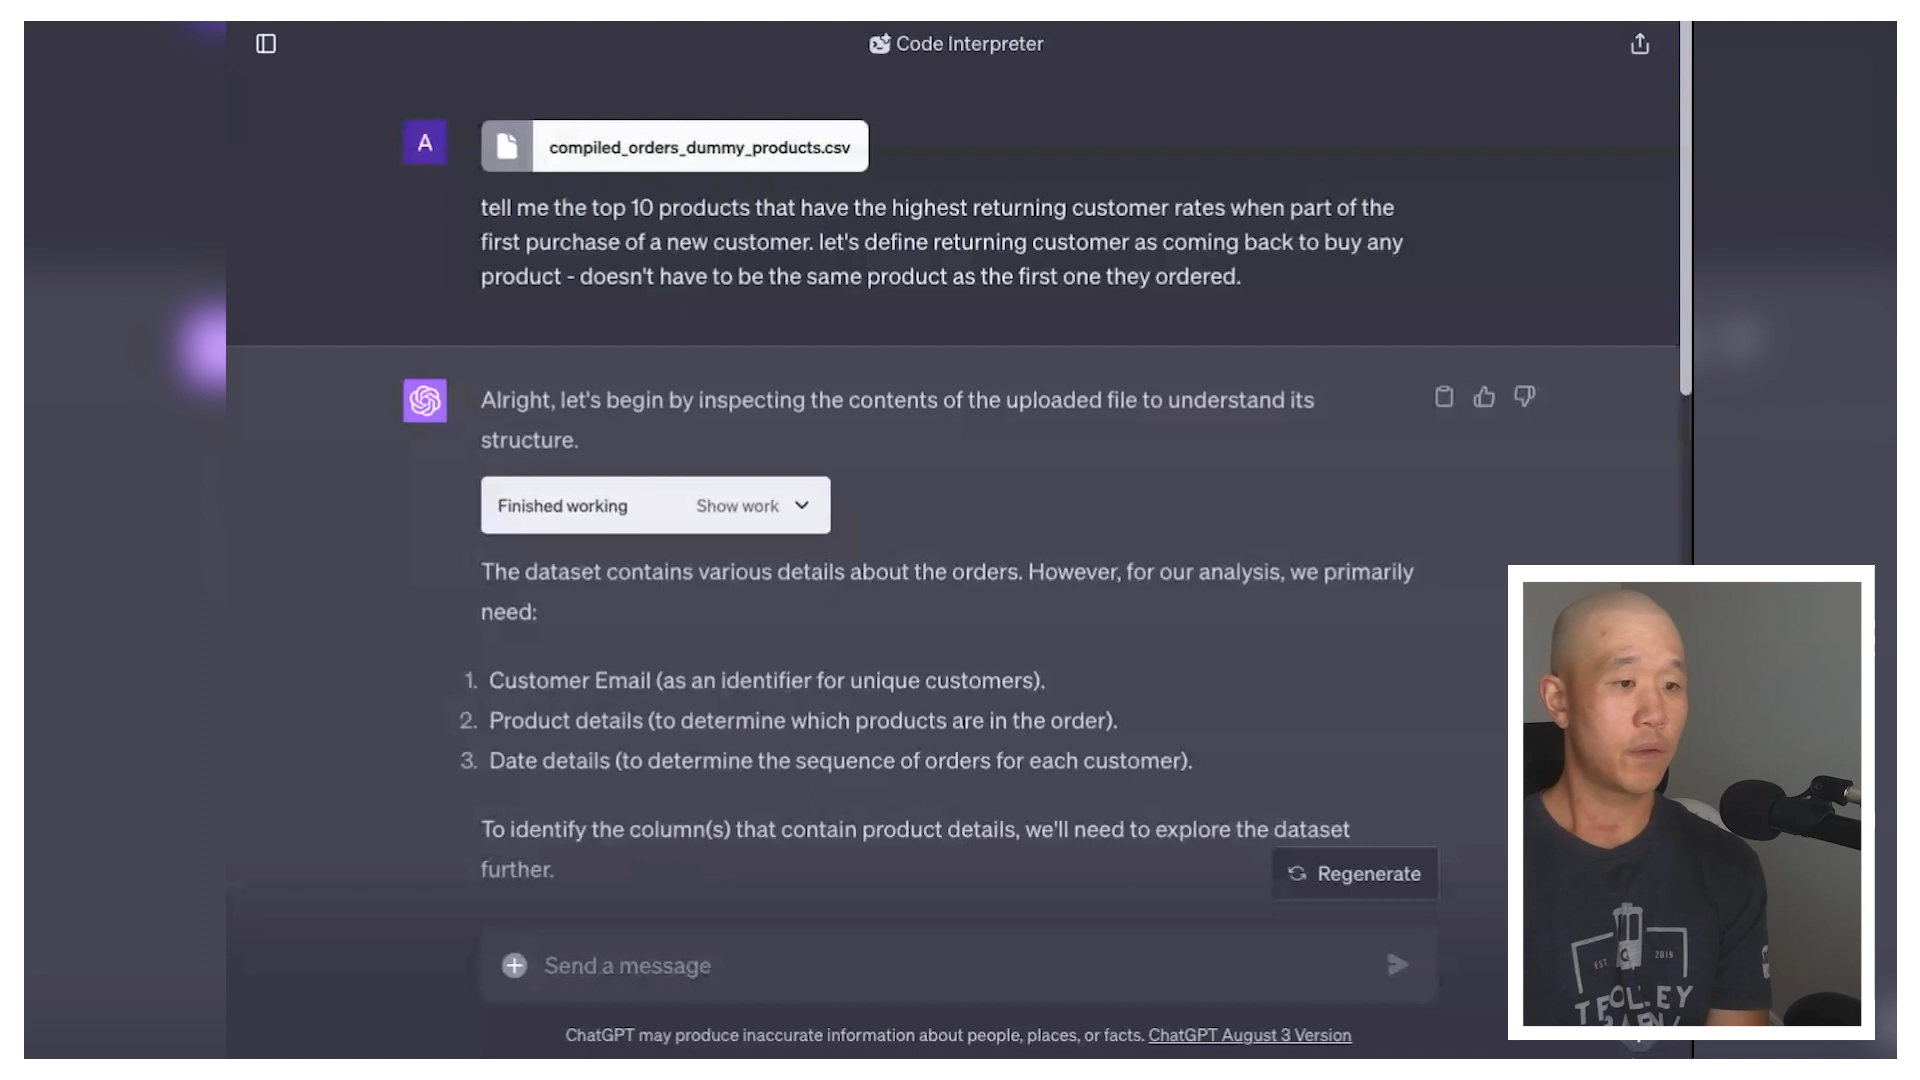 Code Interpreter
A
compiled_orders_dummy_products.csv
tell me the top 10 products that have the highest returning customer rates when part of the
first purchase of a new customer. let's define returning customer as coming back to buy any
product - doesn't have to be the same product as the first one they ordered.
Alright, let's begin by inspecting the contents of the uploaded file to understand its
structure.
Finished working Show work
The dataset contains various details about the orders. However, for our analysis, we primarily
need:
1. Customer Email (as an identifier for unique customers).
2. Product details (to determine which products are in the order).
3. Date details (to determine the sequence of orders for each customer).
To identify the column(s) that contain product details, we'll need to explore the dataset
further.
Regenerate
Send a message
ChatGPT may produce inaccurate information about people, places, or facts. ChatGPT August 3 Version
EST 2019